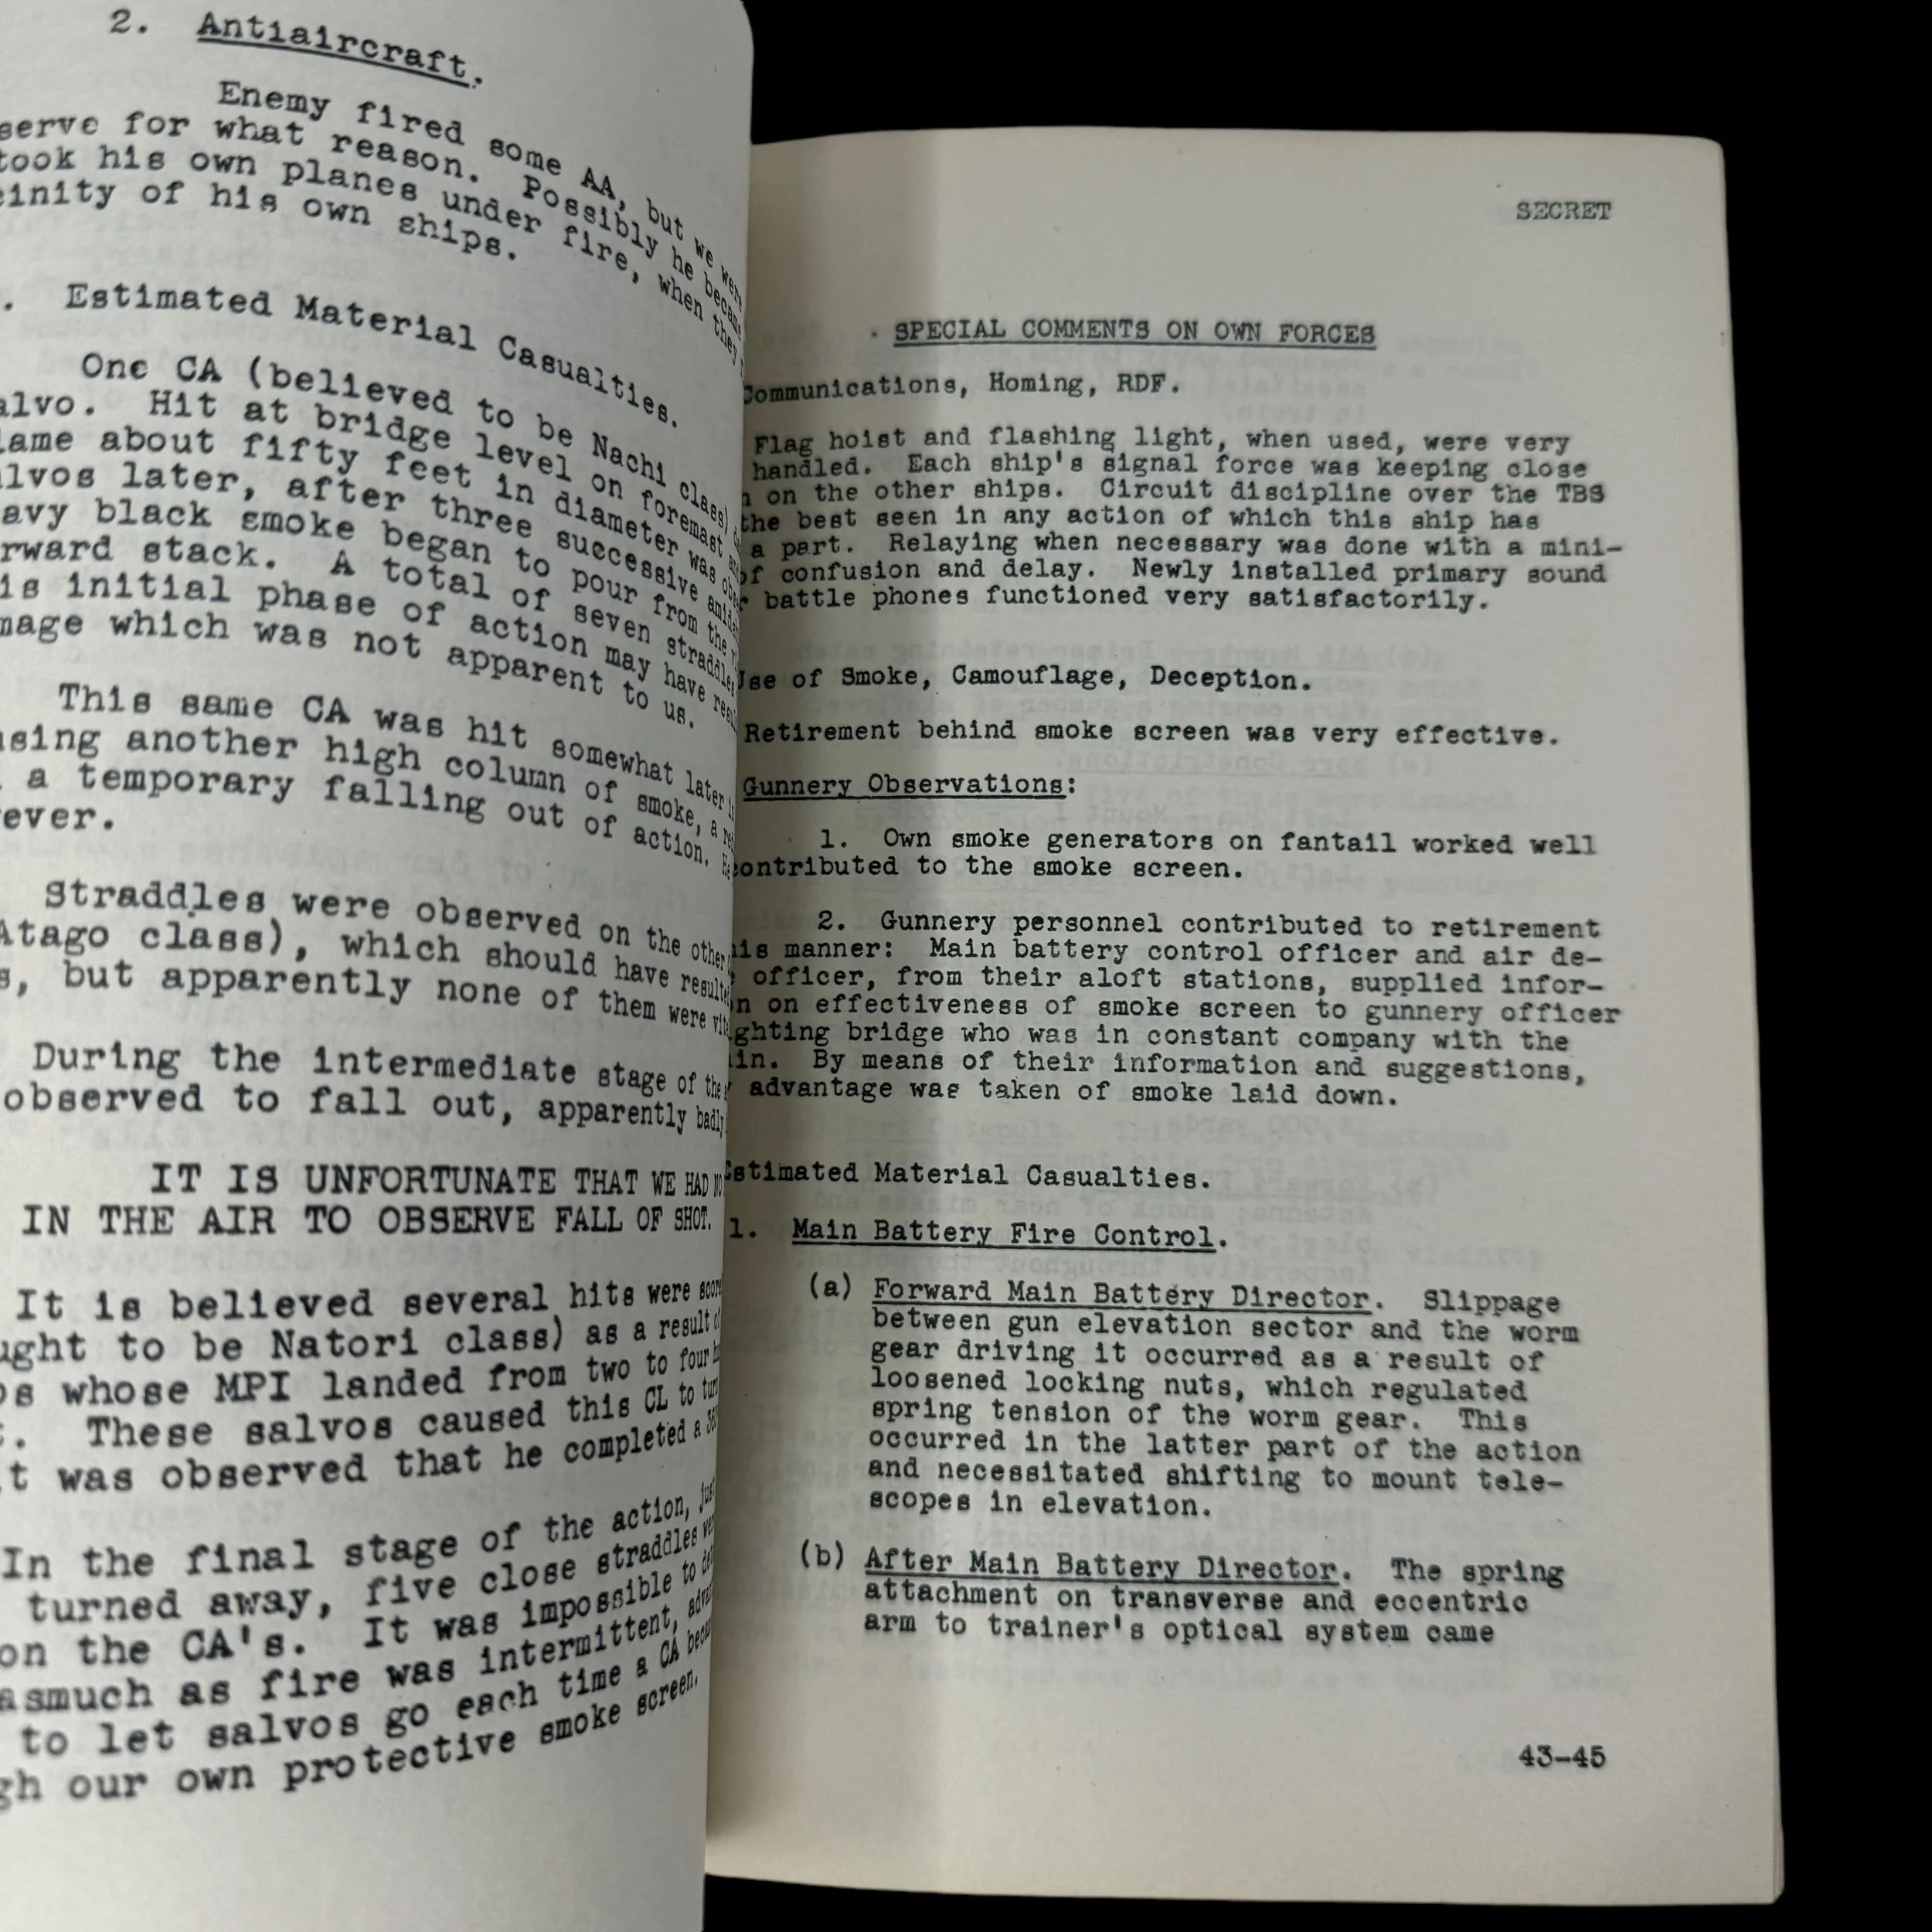 2. Antiaircraft.
Enemy fired some AA, but we were
serve for what reason. Possibly he became
took his own planes under fire, when they
cinity of his own ships.
. Estimated Material Casualties.
One CA (believed to be Nachi class)
alvo. Hit at bridge level on foremast
lame about fifty feet in diameter was
alvos later, after three successive
avy black smoke began to pour from the
rward stack. A total of seven straddles
is initial phase of action may have
mage which was not apparent to us.
This same CA was hit somewhat later
using another high column of smoke, a
a temporary falling out of action.
ever.
Straddles were observed on the other
Atago class), which should have
s, but apparently none of them were
During the intermediate stage of the
observed to fall out, apparently badly
IT IS UNFORTUNATE THAT WE HAD NO
IN THE AIR TO OBSERVE FALL OF SHOT.
It is believed several hits were
ught to be Natori class) as a result of
os whose MPI landed from two to four
. These salvos caused this CL to
t was observed that he completed a
In the final stage of the action,
turned away, five close straddles
on the CA's. It was impossible to
asmuch as fire was intermittent,
to let salvos go each time a CA
gh our own protective smoke screen.
SECRET
SPECIAL COMMENTS ON OWN FORCES
Communications, Homing, RDF.
Flag hoist and flashing light, when used, were very
handled. Each ship's signal force was keeping close
on the other ships. Circuit discipline over the TBS
the best seen in any action of which this ship has
a part. Relaying when necessary was done with a mini-
of confusion and delay. Newly installed primary sound
battle phones functioned very satisfactorily.
Use of Smoke, Camouflage, Deception.
Retirement behind smoke screen was very effective.
Gunnery Observations:
1. Own smoke generators on fantail worked well
contributed to the smoke screen.
2. Gunnery personnel contributed to retirement
his manner: Main battery control officer and air de-
officer, from their aloft stations, supplied infor-
n on effectiveness of smoke screen to gunnery officer
ghting bridge who was in constant company with the
in. By means of their information and suggestions,
advantage was taken of smoke laid down.
Estimated Material Casualties.
1. Main Battery Fire Control.
(a) Forward Main Battery Director. Slippage
between gun elevation sector and the worm
gear driving it occurred as a result of
loosened locking nuts, which regulated
spring tension of the worm gear. This
occurred in the latter part of the action
and necessitated shifting to mount tele-
scopes in elevation.
(b) After Main Battery Director. The spring
attachment on transverse and eccentric
arm to trainer's optical system came
43-45